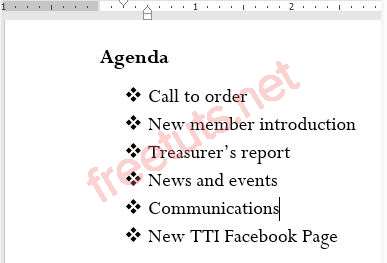 1 1 2
Agenda
❖ Call to order
❖ New member introduction
❖ Treasurer's report
❖ News and events
❖ Communications
❖ New TTI Facebook Page
freetuts.net